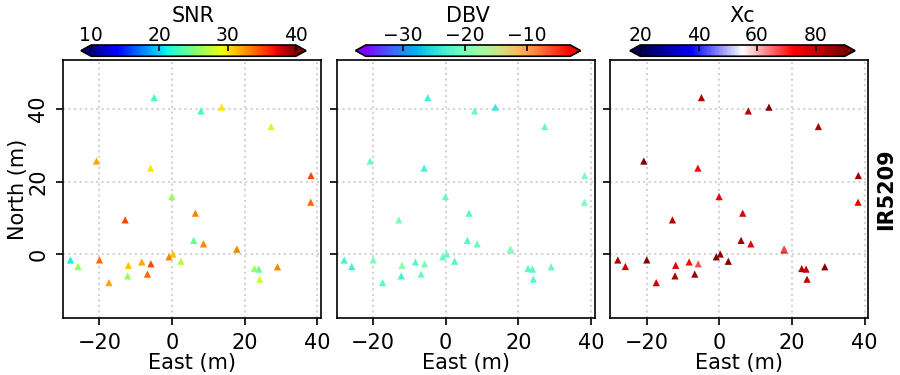 SNR DBV Xc
10 20 30 40 −30 −20 −10 20 40 60 80
40
20
0
North (m)
−20 0 20 40 −20 0 20 40 −20 0 20 40
East (m) East (m) East (m)
IR5209